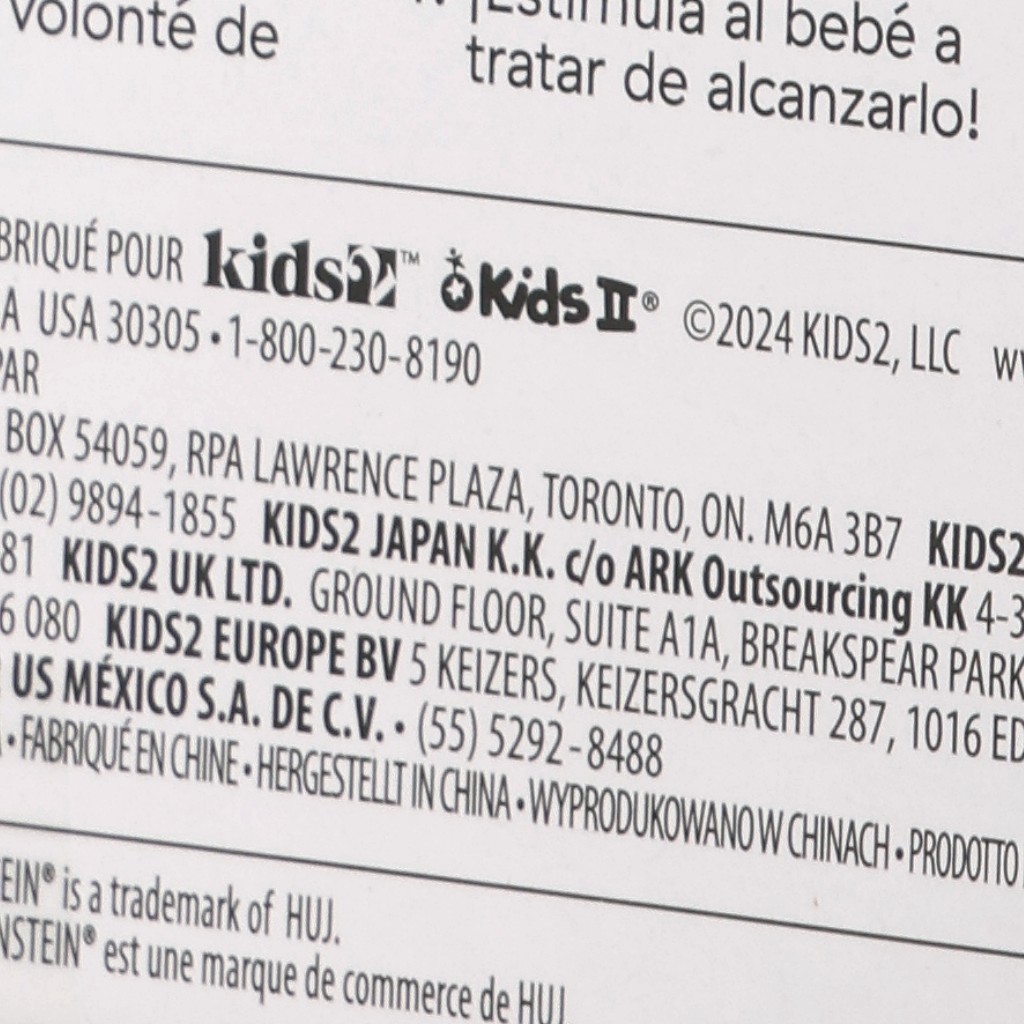 volonté de
¡Estimula al bebé a
tratar de alcanzarlo!
BRIQUÉ POUR kids2™ Kids II® ©2024 KIDS2, LLC
A USA 30305 • 1-800-230-8190
PAR
BOX 54059, RPA LAWRENCE PLAZA, TORONTO, ON. M6A 3B7 KIDS2
(02) 9894-1855 KIDS2 JAPAN K.K. c/o ARK Outsourcing KK 4-3
81 KIDS2 UK LTD. GROUND FLOOR, SUITE A1A, BREAKSPEAR PARK
6 080 KIDS2 EUROPE BV 5 KEIZERS, KEIZERSGRACHT 287, 1016 ED
US MÉXICO S.A. DE C.V. • (55) 5292-8488
• FABRIQUÉ EN CHINE • HERGESTELLT IN CHINA • WYPRODUKOWANO W CHINACH • PRODOTTO
EIN® is a trademark of HUJ.
NSTEIN® est une marque de commerce de HUJ